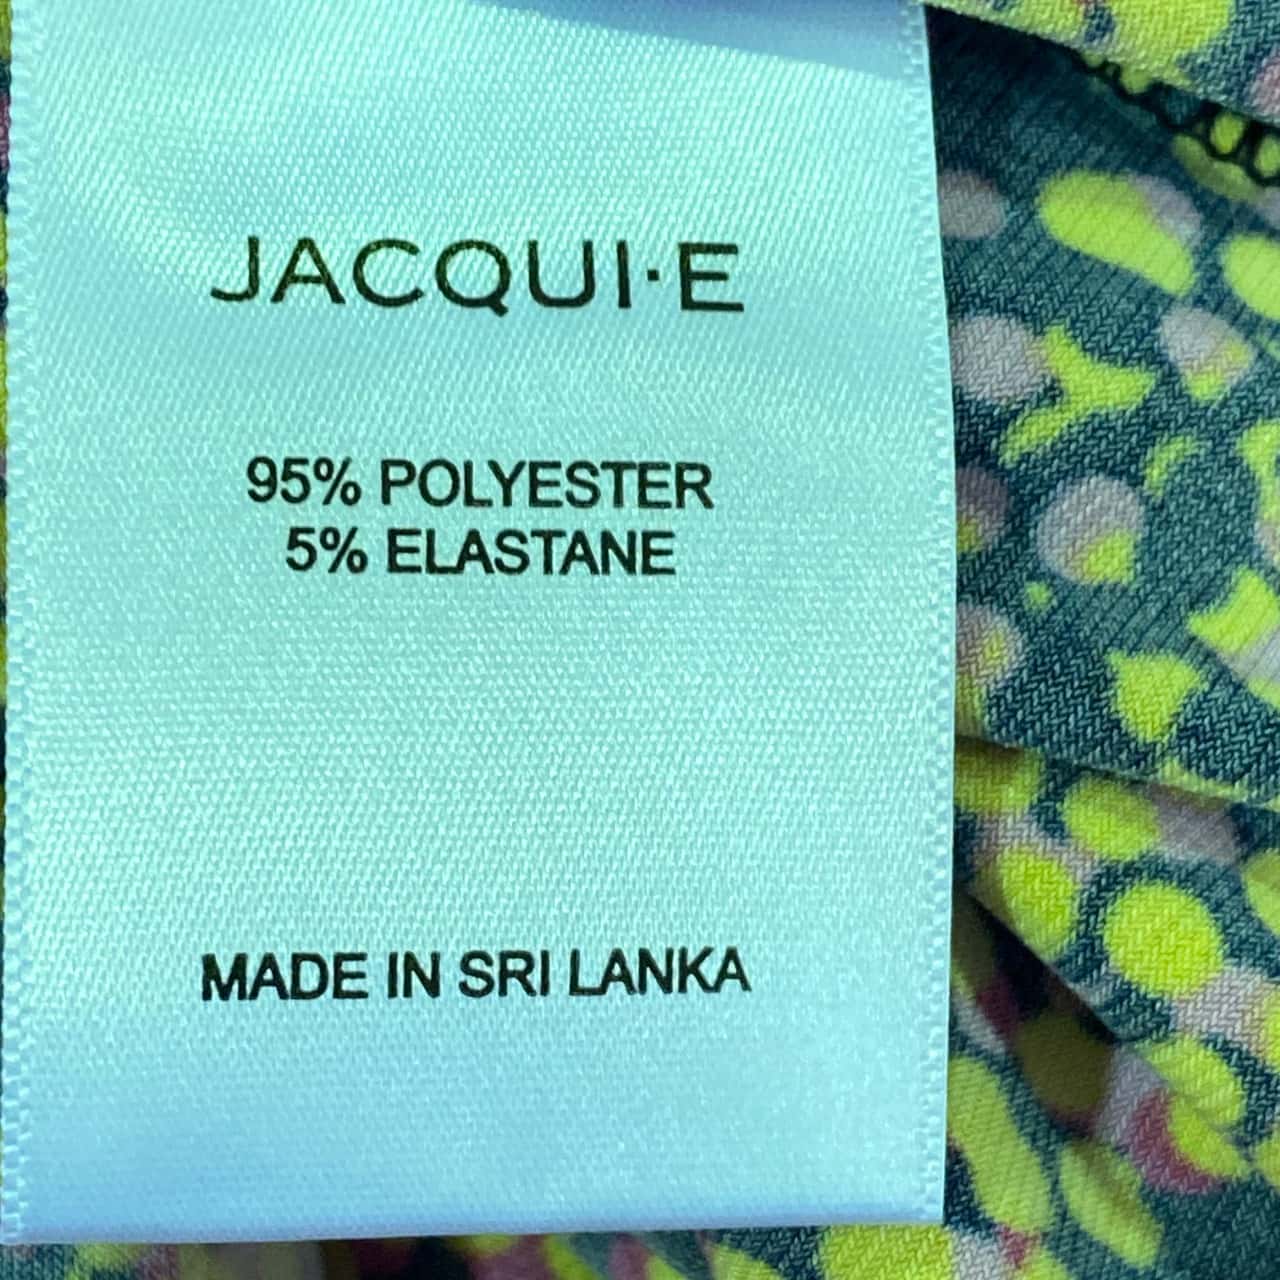 JACQUI·E
95% POLYESTER
5% ELASTANE
MADE IN SRI LANKA